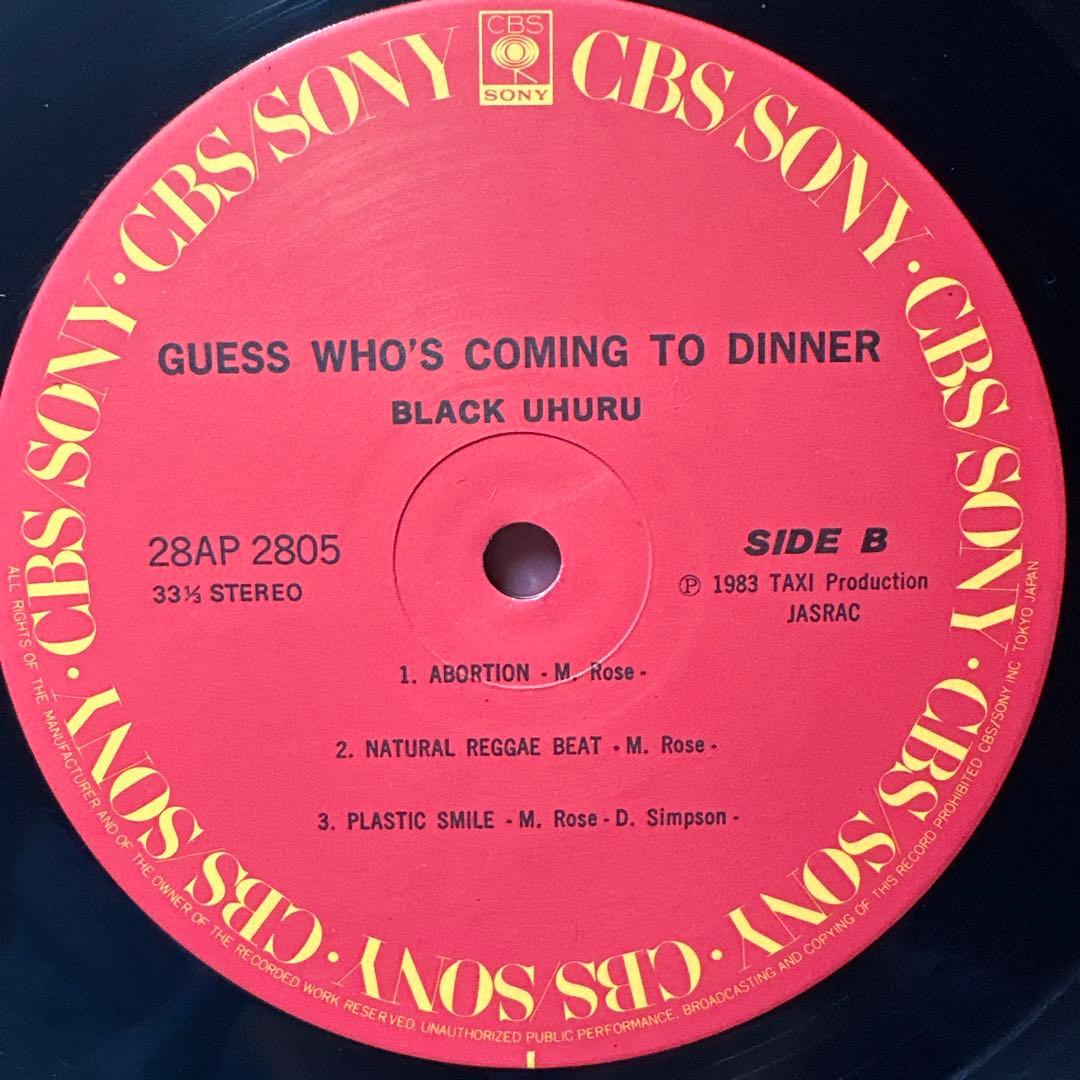 CBS
SONY
CBS/SONY · CBS/SONY · CBS/SONY · CBS/SONY · CBS/SONY · CBS/SONY · CBS/SONY · CBS/SONY
GUESS WHO'S COMING TO DINNER
BLACK UHURU
28AP 2805
33⅓ STEREO
SIDE B
Ⓟ 1983 TAXI Production
JASRAC
1. ABORTION - M. Rose -
2. NATURAL REGGAE BEAT - M. Rose -
3. PLASTIC SMILE - M. Rose - D. Simpson -
ALL RIGHTS OF THE MANUFACTURER AND OF THE OWNER OF THE RECORDED WORK RESERVED. UNAUTHORIZED PUBLIC PERFORMANCE, BROADCASTING AND COPYING OF THIS RECORD PROHIBITED CBS/SONY INC TOKYO JAPAN